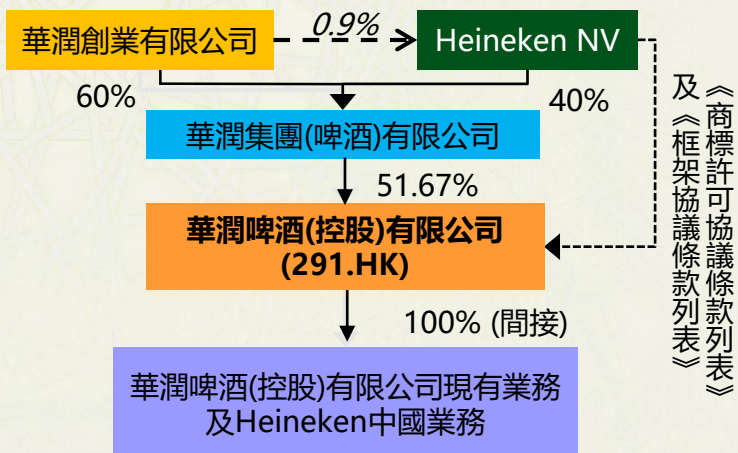 華潤創業有限公司
0.9%
Heineken NV
60%
40%
華潤集團(啤酒)有限公司
51.67%
華潤啤酒(控股)有限公司
(291.HK)
100% (間接)
華潤啤酒(控股)有限公司現有業務
及Heineken中國業務
《商標許可協議條款列表》
及《框架協議條款列表》